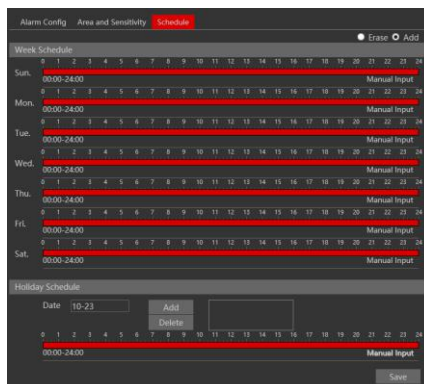 Alarm Config Area and Sensitivity Schedule
Erase Add
Week Schedule
0 1 2 3 4 5 6 7 8 9 10 11 12 13 14 15 16 17 18 19 20 21 22 23 24
Sun.
00:00-24:00 Manual Input
0 1 2 3 4 5 6 7 8 9 10 11 12 13 14 15 16 17 18 19 20 21 22 23 24
Mon.
00:00-24:00 Manual Input
0 1 2 3 4 5 6 7 8 9 10 11 12 13 14 15 16 17 18 19 20 21 22 23 24
Tue.
00:00-24:00 Manual Input
0 1 2 3 4 5 6 7 8 9 10 11 12 13 14 15 16 17 18 19 20 21 22 23 24
Wed.
00:00-24:00 Manual Input
0 1 2 3 4 5 6 7 8 9 10 11 12 13 14 15 16 17 18 19 20 21 22 23 24
Thu.
00:00-24:00 Manual Input
0 1 2 3 4 5 6 7 8 9 10 11 12 13 14 15 16 17 18 19 20 21 22 23 24
Fri.
00:00-24:00 Manual Input
0 1 2 3 4 5 6 7 8 9 10 11 12 13 14 15 16 17 18 19 20 21 22 23 24
Sat.
00:00-24:00 Manual Input
Holiday Schedule
Date 10-23 Add
Delete
0 1 2 3 4 5 6 7 8 9 10 11 12 13 14 15 16 17 18 19 20 21 22 23 24
00:00-24:00 Manual Input
Save